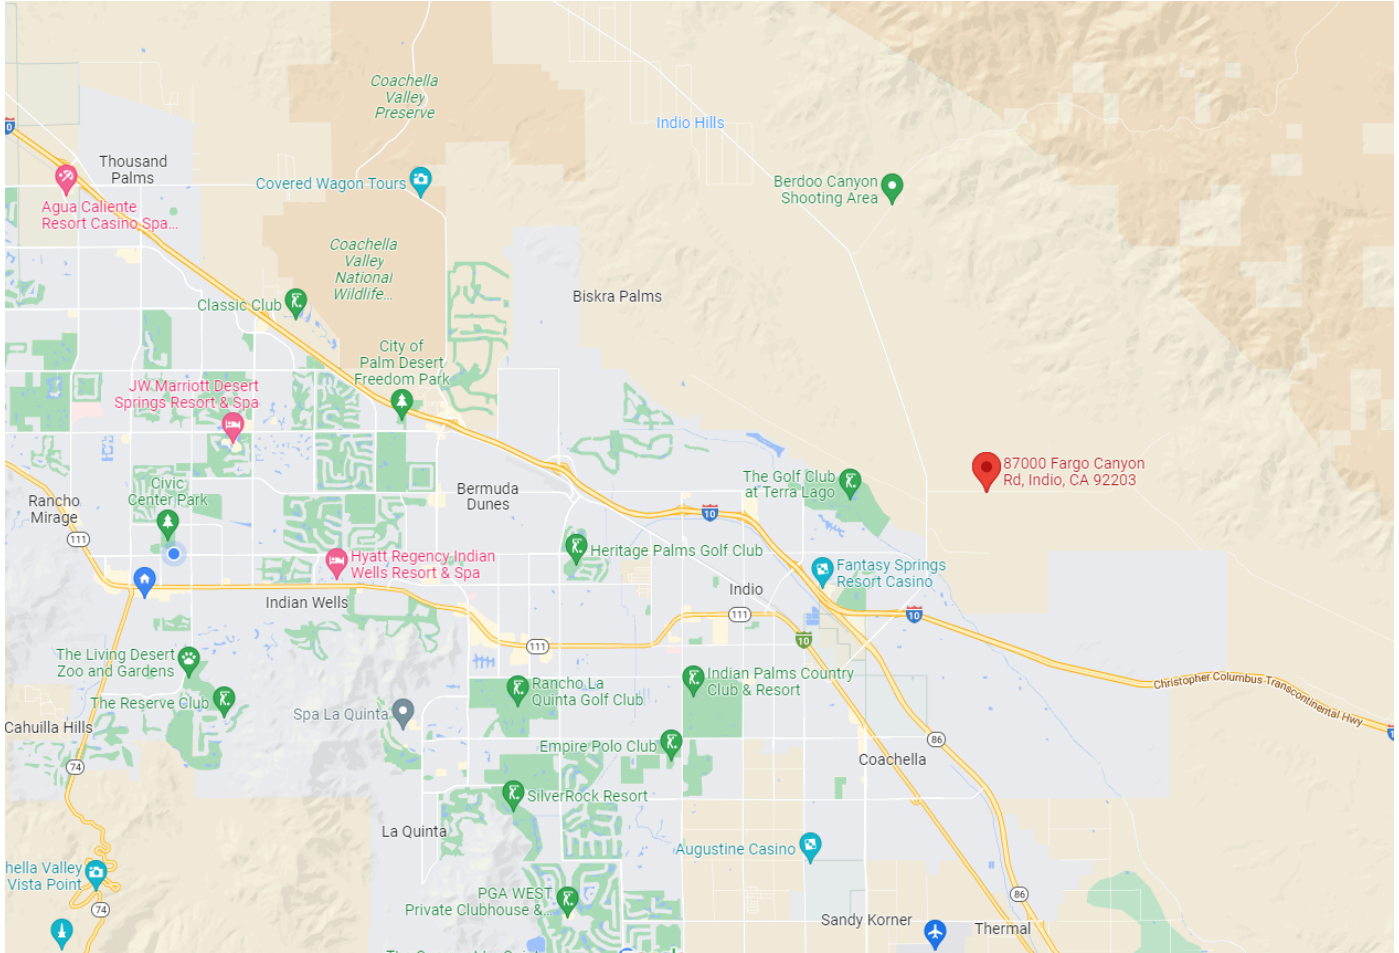 Coachella
Valley
Preserve
Indio Hills
Thousand
Palms
Covered Wagon Tours
Berdoo Canyon
Shooting Area
Agua Caliente
Resort Casino Spa...
Coachella
Valley
National
Wildlife...
Biskra Palms
Classic Club
City of
Palm Desert
Freedom Park
JW Marriott Desert
Springs Resort & Spa
87000 Fargo Canyon
Rd, Indio, CA 92203
The Golf Club
at Terra Lago
Civic
Center Park
Bermuda
Dunes
Rancho
Mirage
10
111
Heritage Palms Golf Club
Hyatt Regency Indian
Wells Resort & Spa
Fantasy Springs
Resort Casino
Indio
Indian Wells
111
10
10
111
The Living Desert
Zoo and Gardens
Indian Palms Country
Club & Resort
Christopher Columbus Transcontinental Hwy
Rancho La
Quinta Golf Club
The Reserve Club
Spa La Quinta
Cahuilla Hills
Empire Polo Club
86
Coachella
74
SilverRock Resort
La Quinta
Augustine Casino
hella Valley
Vista Point
PGA WEST
Private Clubhouse &...
86
74
Sandy Korner
Thermal